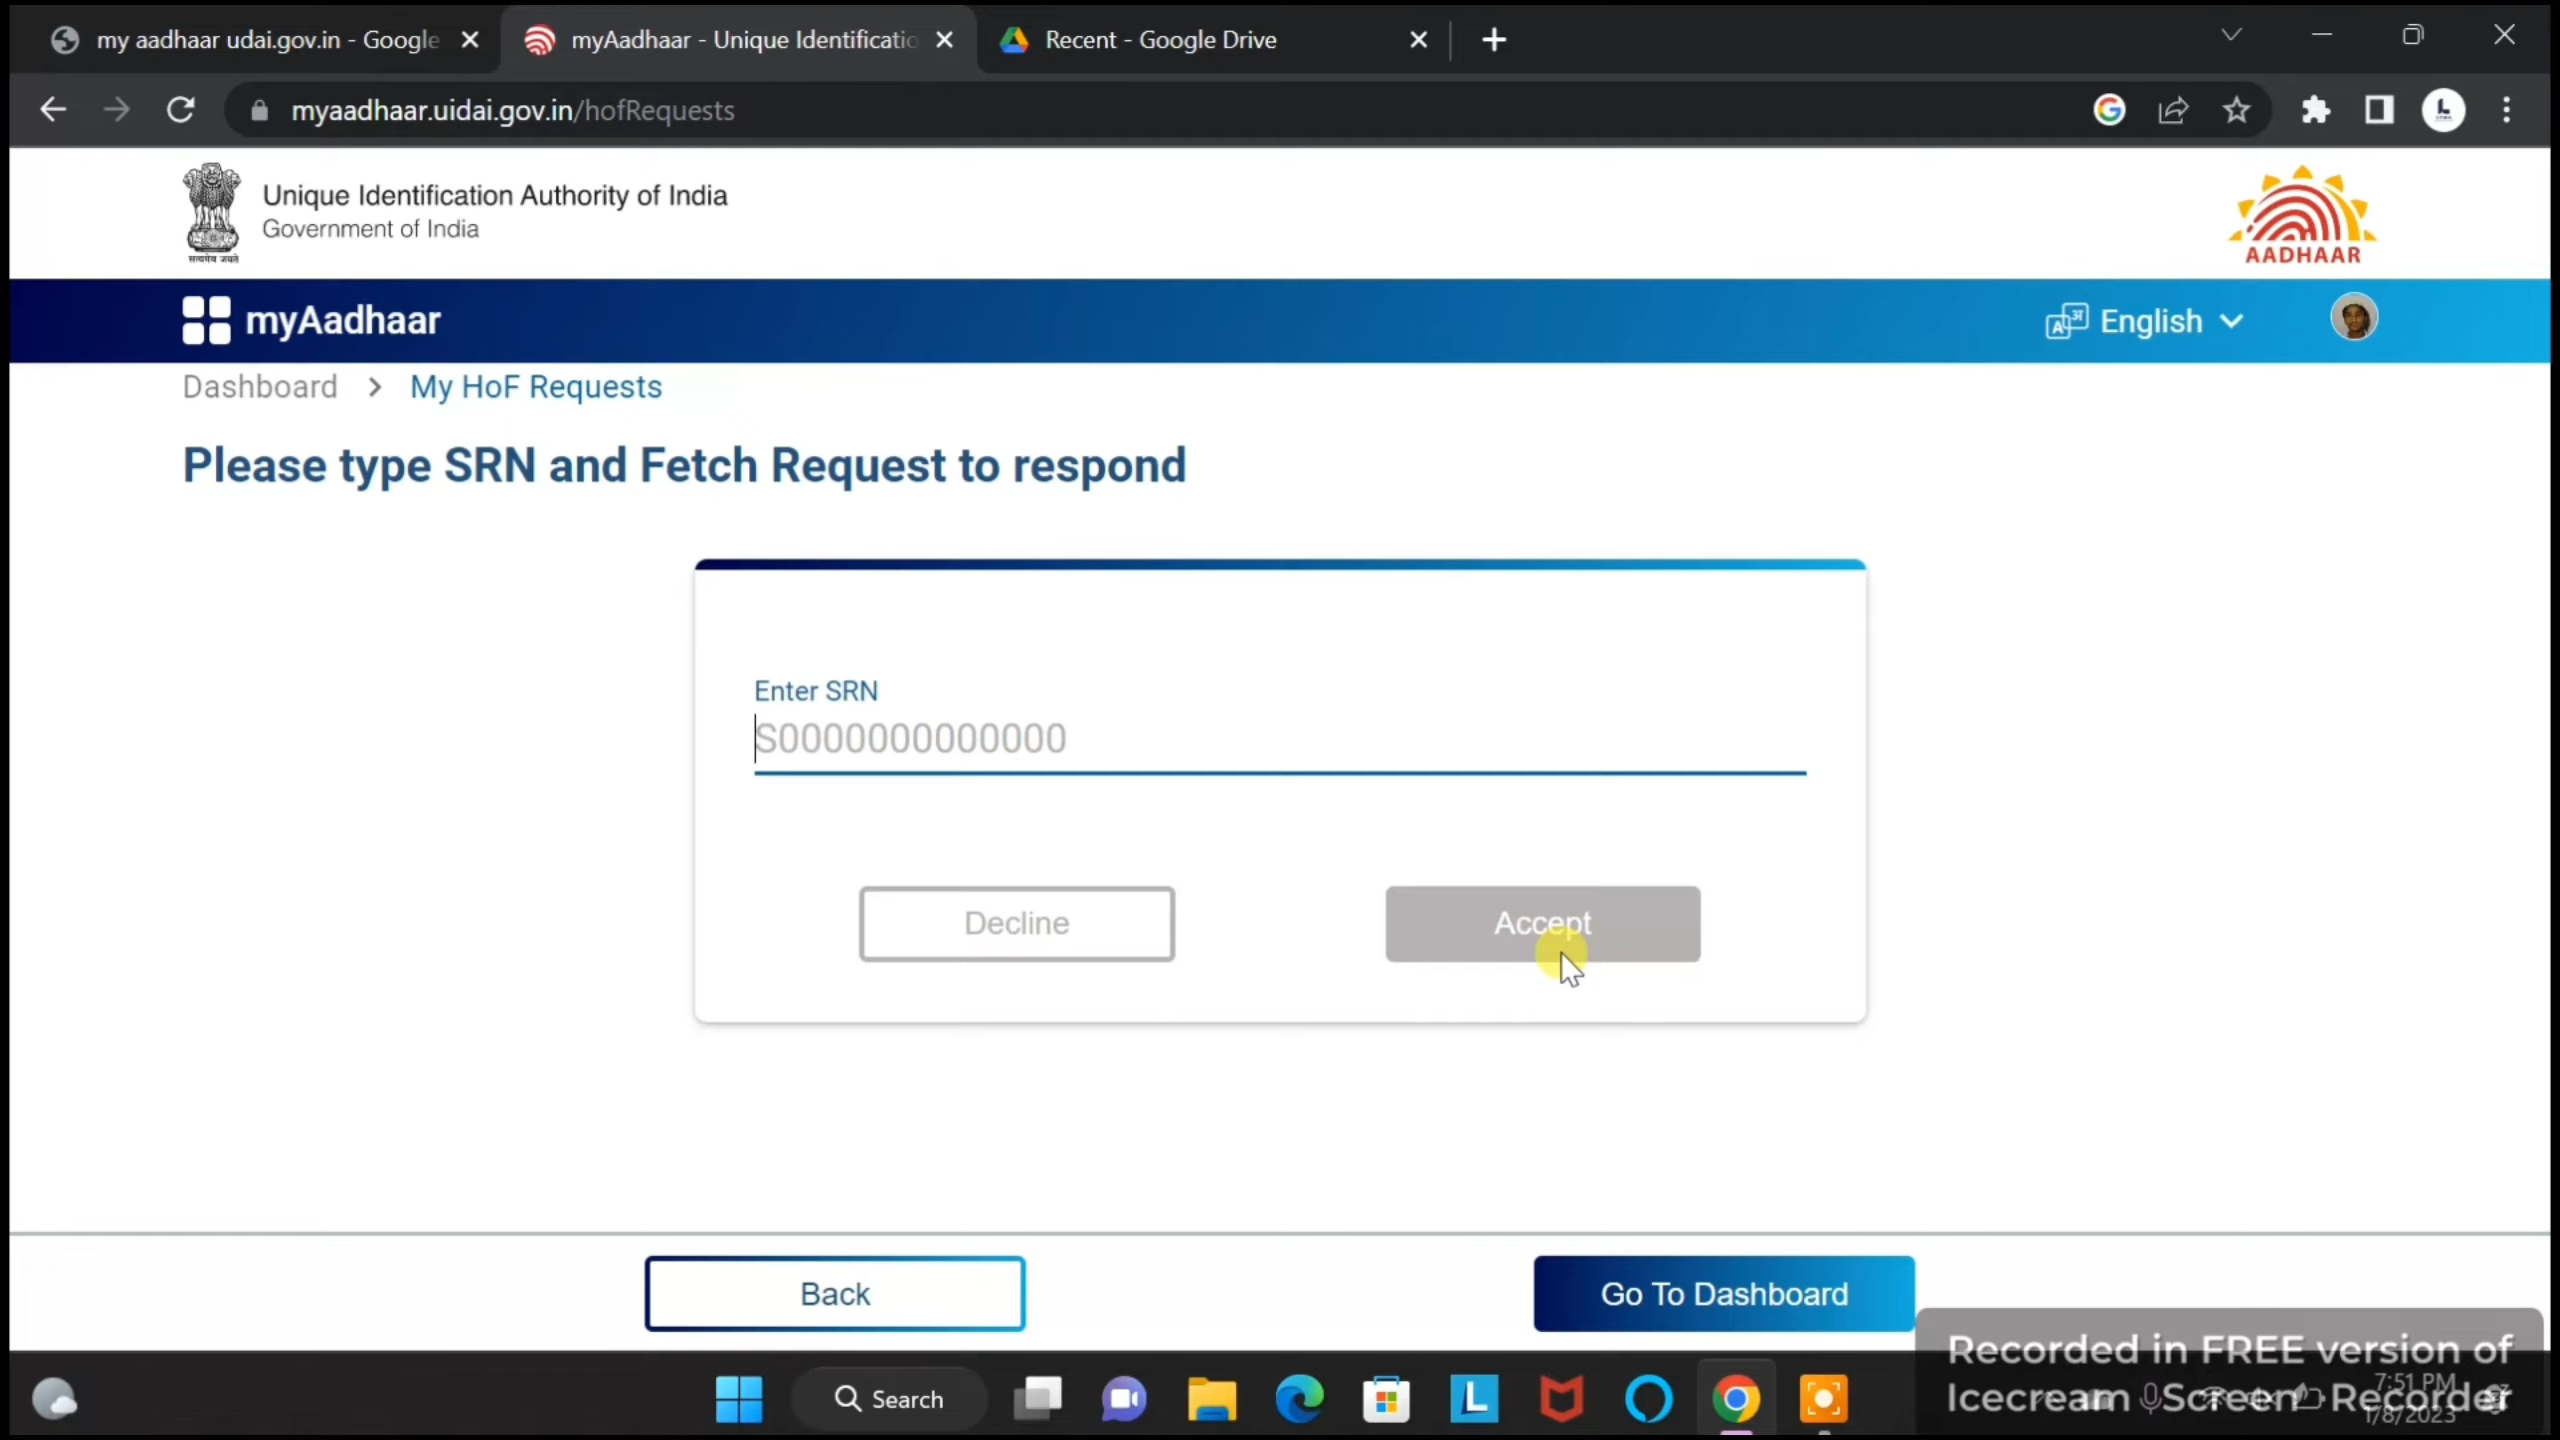 my aadhaar udai.gov.in - Google
myAadhaar - Unique Identificatio
Recent - Google Drive
myaadhaar.uidai.gov.in/hofRequests
Unique Identification Authority of India
Government of India
सत्यमेव जयते
AADHAAR
myAadhaar
English
Dashboard > My HoF Requests
Please type SRN and Fetch Request to respond
Enter SRN
S0000000000000
Decline
Accept
Back
Go To Dashboard
Search
Recorded in FREE version of
Icecream Screen Recorder
7:51 PM
1/8/2023